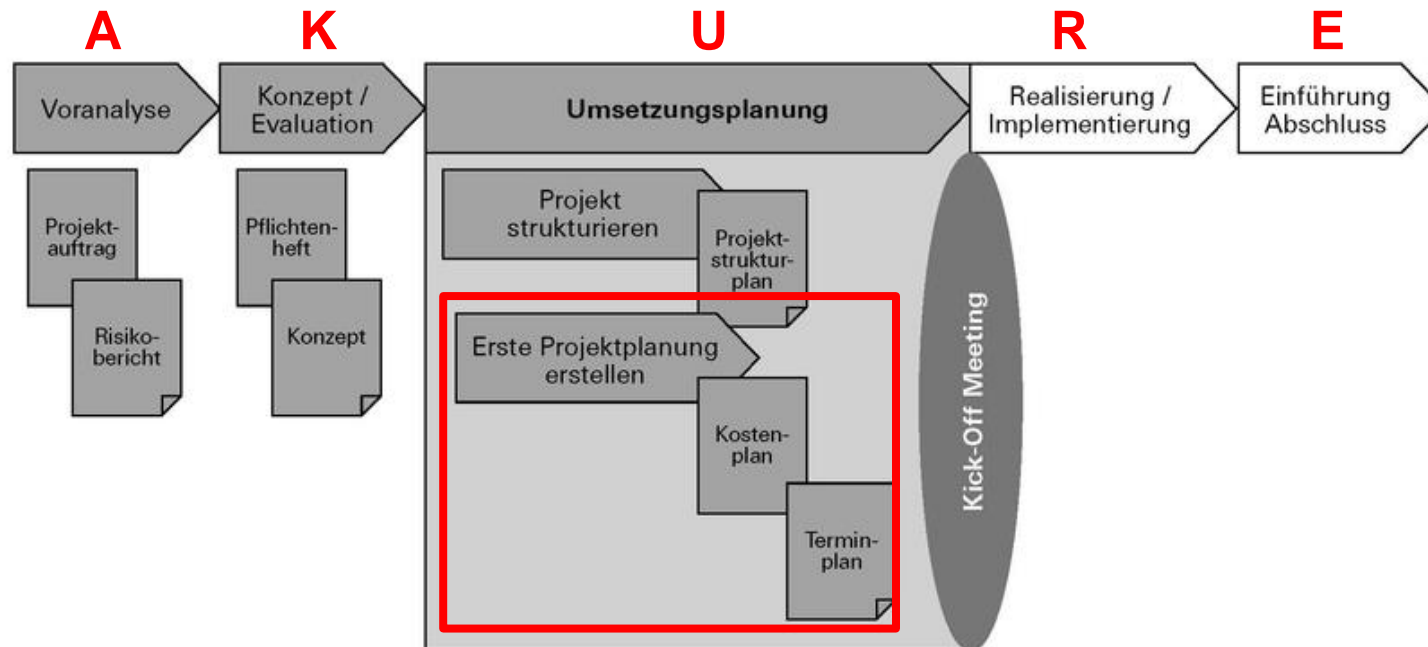 A
K
U
R
E
Voranalyse
Konzept /
Evaluation
Umsetzungsplanung
Realisierung /
Implementierung
Einführung
Abschluss
Projekt-
auftrag
Risiko-
bericht
Pflichten-
heft
Konzept
Projekt
strukturieren
Projekt-
struktur-
plan
Erste Projektplanung
erstellen
Kosten-
plan
Termin-
plan
Kick-Off Meeting